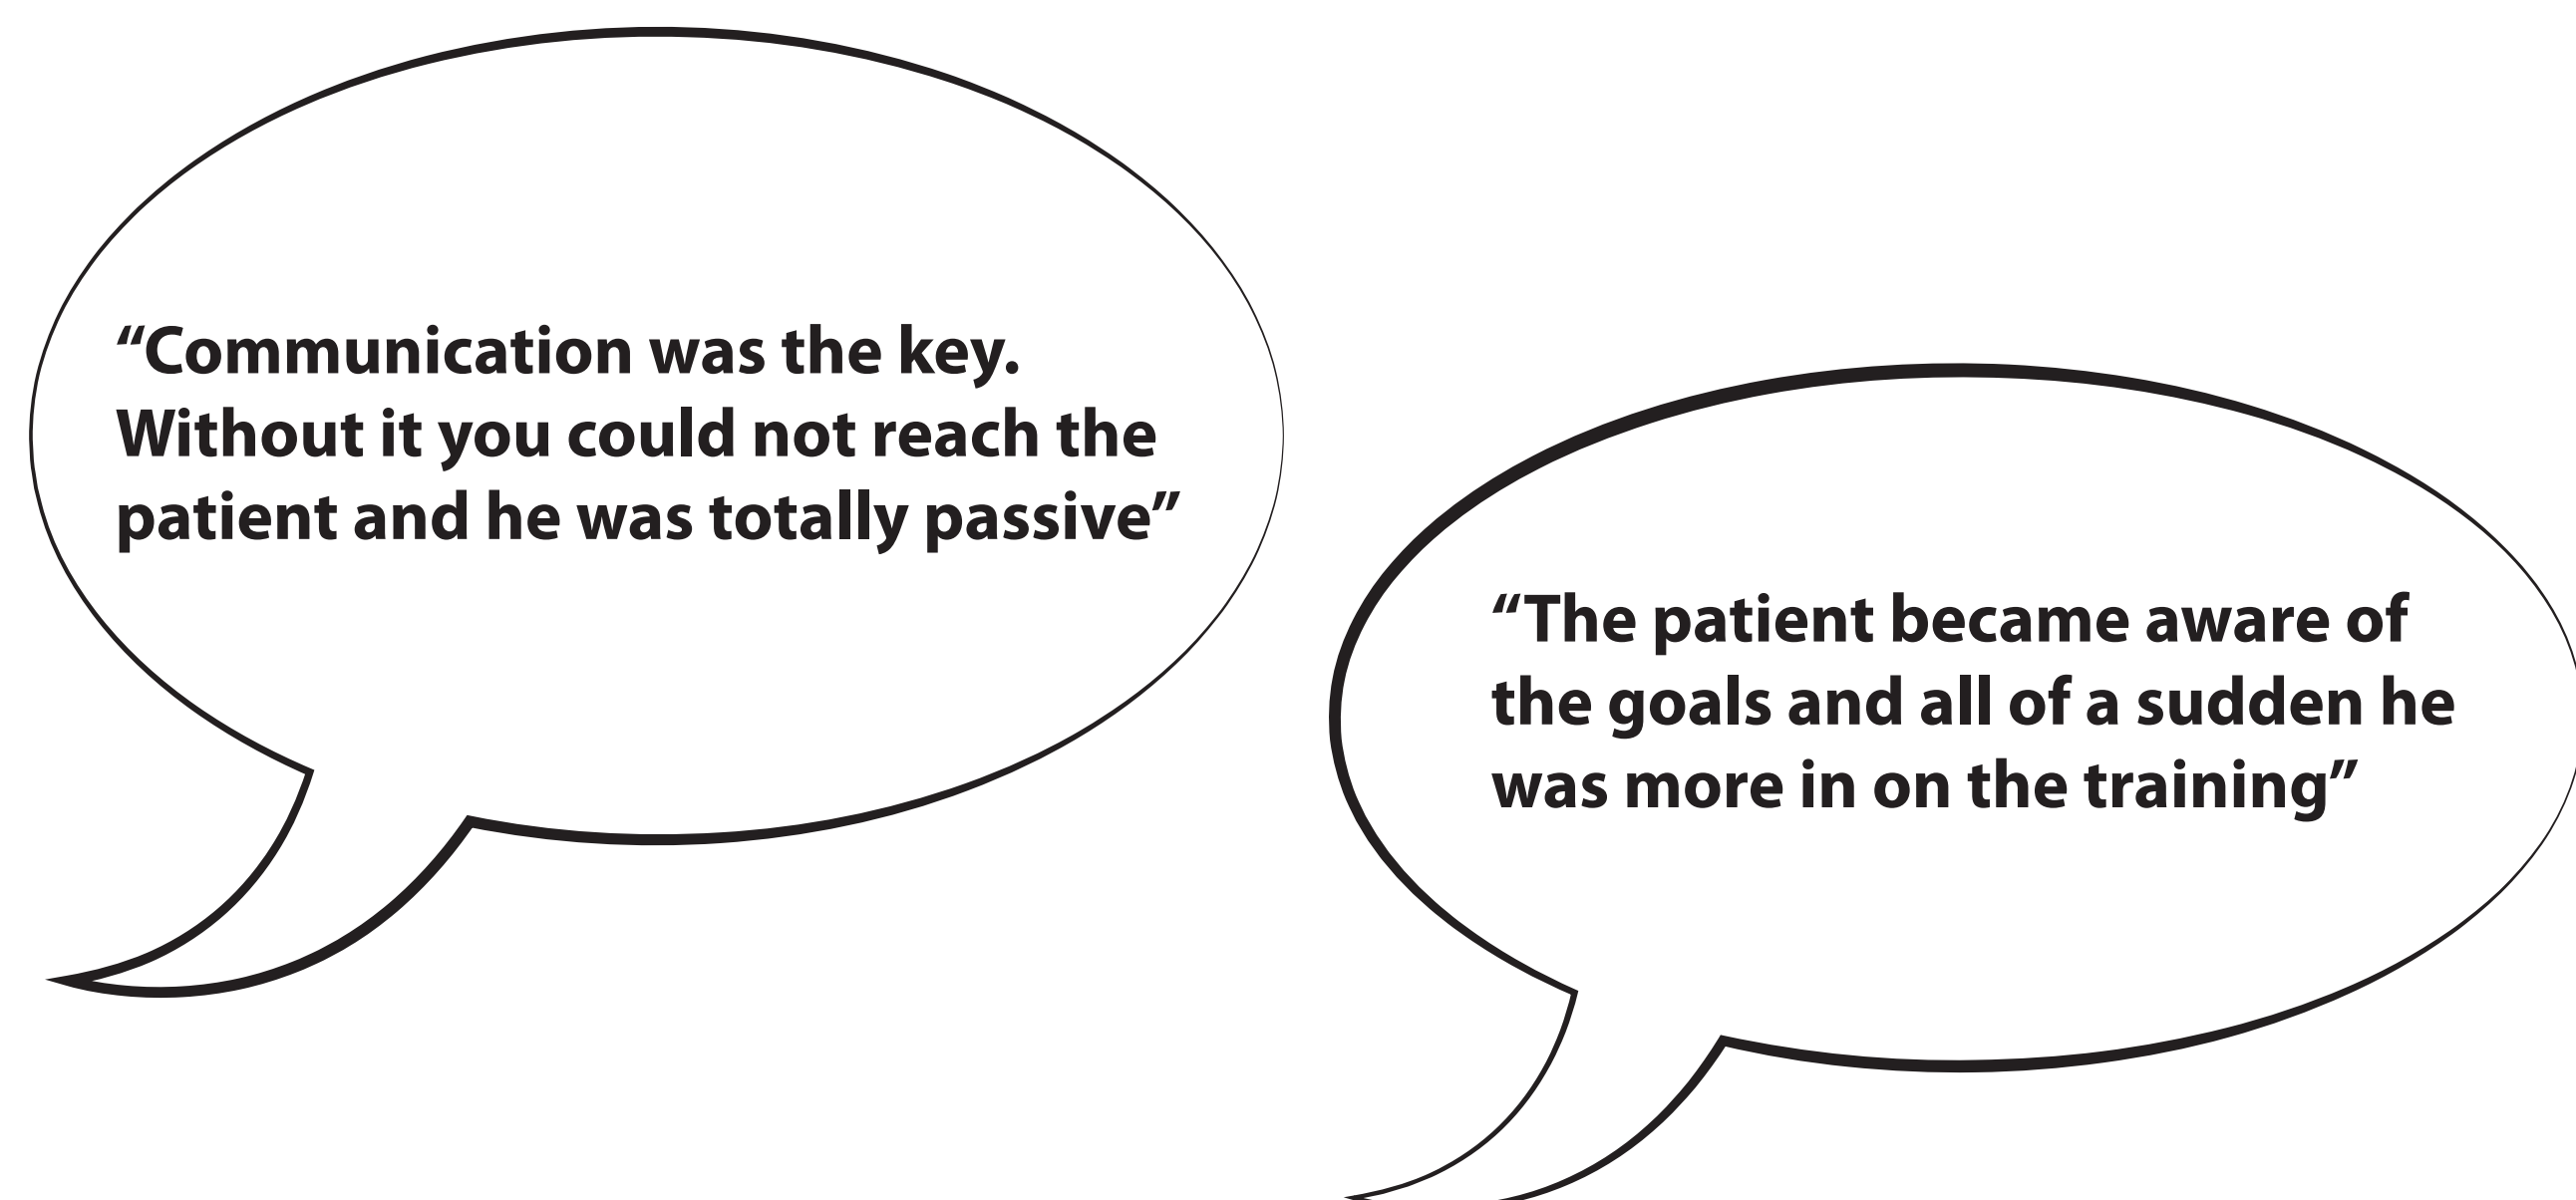 “Communication was the key.
Without it you could not reach the
patient and he was totally passive”
“The patient became aware of
the goals and all of a sudden he
was more in on the training”